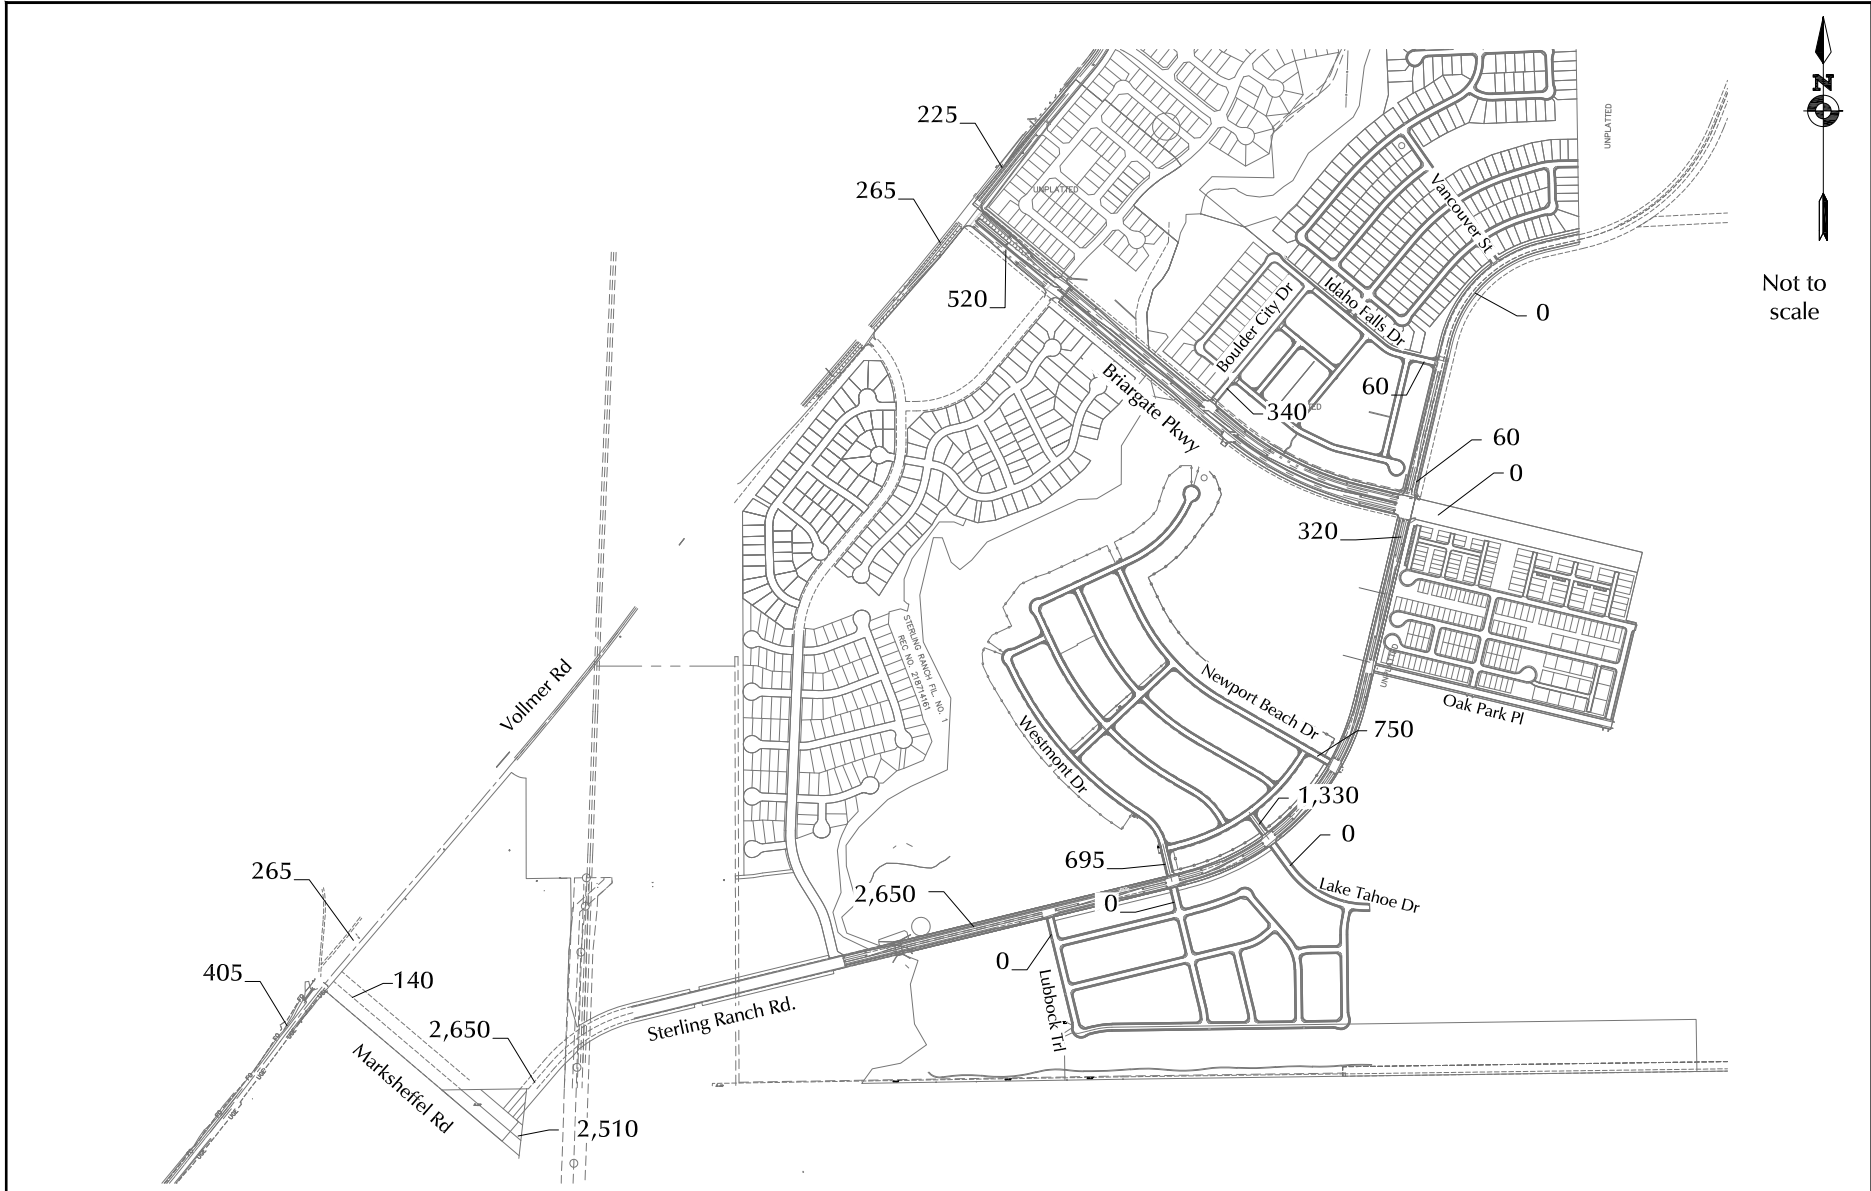 N
Not to
scale
225
265
520
UNPLATTED
UNPLATTED
Vancouver St
Idaho Falls Dr
Boulder City Dr
0
60
340
Briargate Pkwy
60
0
320
Vollmer Rd
STERLING RANCH FIL. NO. 1
REC NO. 218714161
Newport Beach Dr
Oak Park Pl
Westmont Dr
750
1,330
0
695
265
2,650
0
Lake Tahoe Dr
0
405
140
Lubbock Trl
Sterling Ranch Rd.
2,650
Marksheffel Rd
2,510